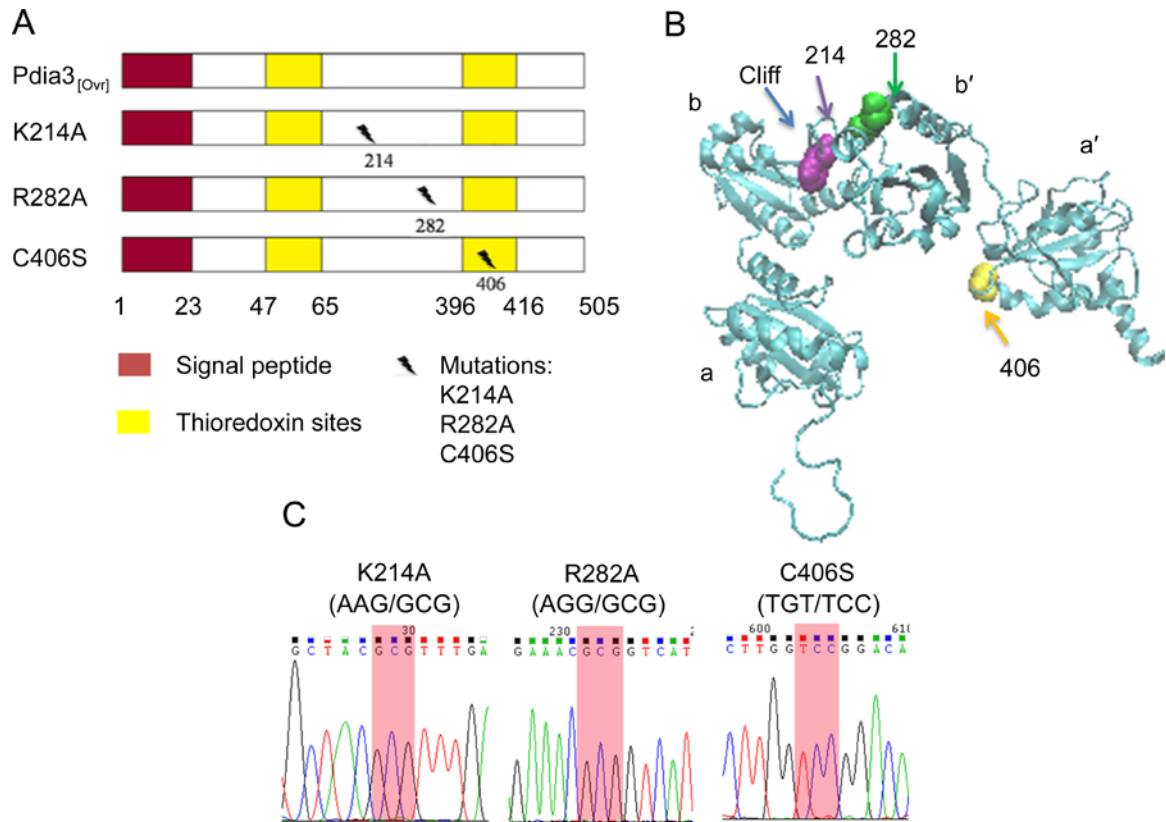 A
Pdia3[Ovr]
K214A
214
R282A
282
C406S
406
1 23 47 65 396 416 505
Signal peptide
Thioredoxin sites
Mutations:
K214A
R282A
C406S
B
282
214
Cliff
b
b′
a′
a
406
C
K214A
(AAG/GCG)
30
G C T A C G C G T T T G A
R282A
(AGG/GCG)
230 2
G A A A C G C G G T C A T
C406S
(TGT/TCC)
600 610
C T T G G T C C G G A C A